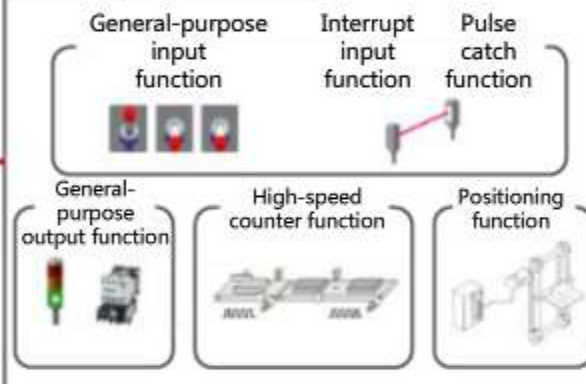 General-purpose
input
function
Interrupt
input
function
Pulse
catch
function
General-
purpose
output function
High-speed
counter function
Positioning
function